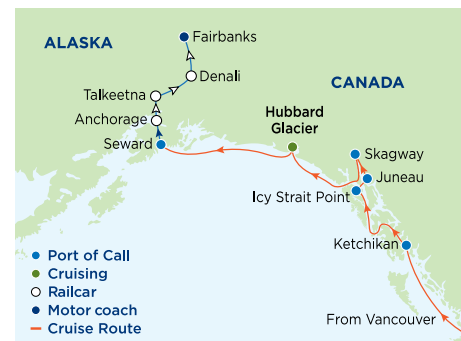 ALASKA
Fairbanks
Denali
CANADA
Talkeetna
Anchorage
Hubbard
Glacier
Seward
Skagway
Juneau
Icy Strait Point
Ketchikan
Port of Call
Cruising
Railcar
Motor coach
Cruise Route
From Vancouver